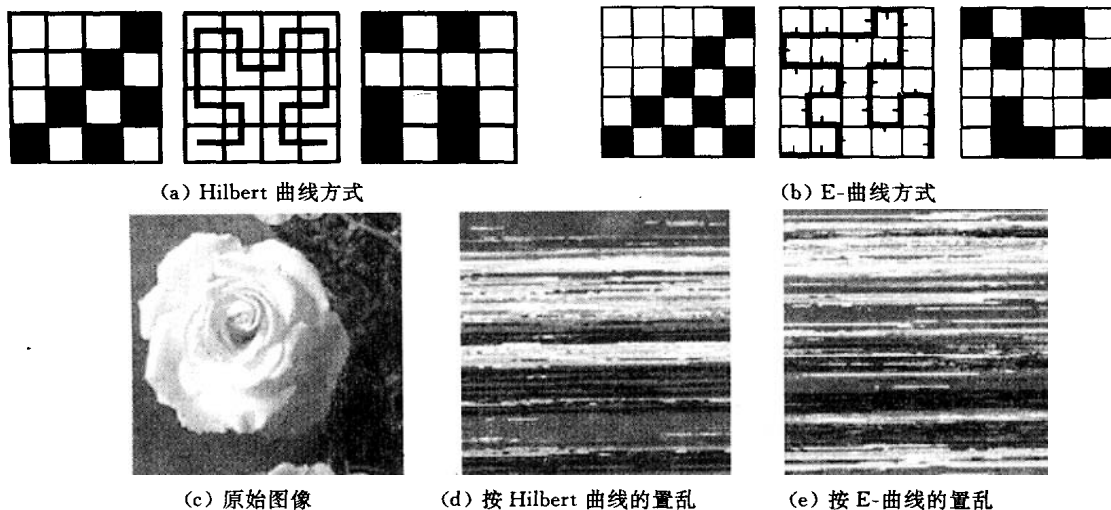 (a) Hilbert 曲线方式
(b) E-曲线方式
(c) 原始图像
(d) 按 Hilbert 曲线的置乱
(e) 按 E-曲线的置乱